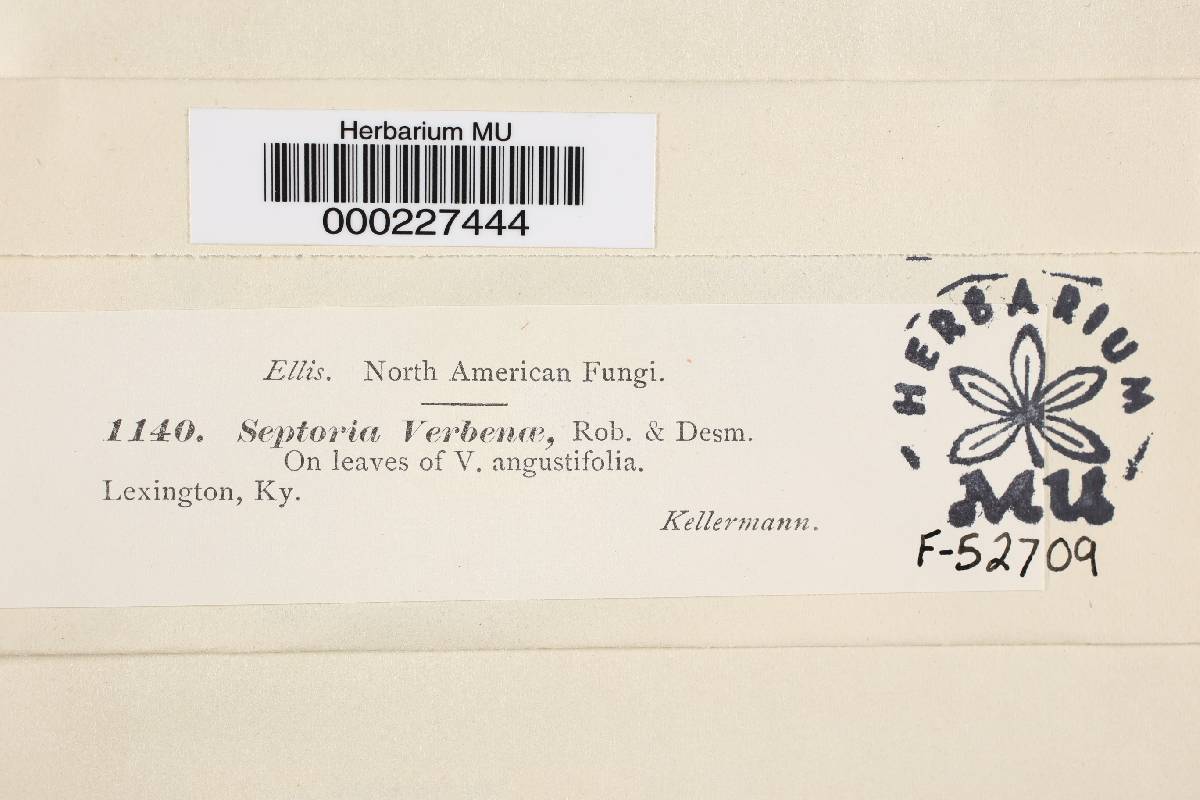 Herbarium MU
000227444
Ellis. North American Fungi.
1140. Septoria Verbenæ, Rob. & Desm.
On leaves of V. angustifolia.
Lexington, Ky.
Kellermann.
HERBARIUM
MU
F-52709